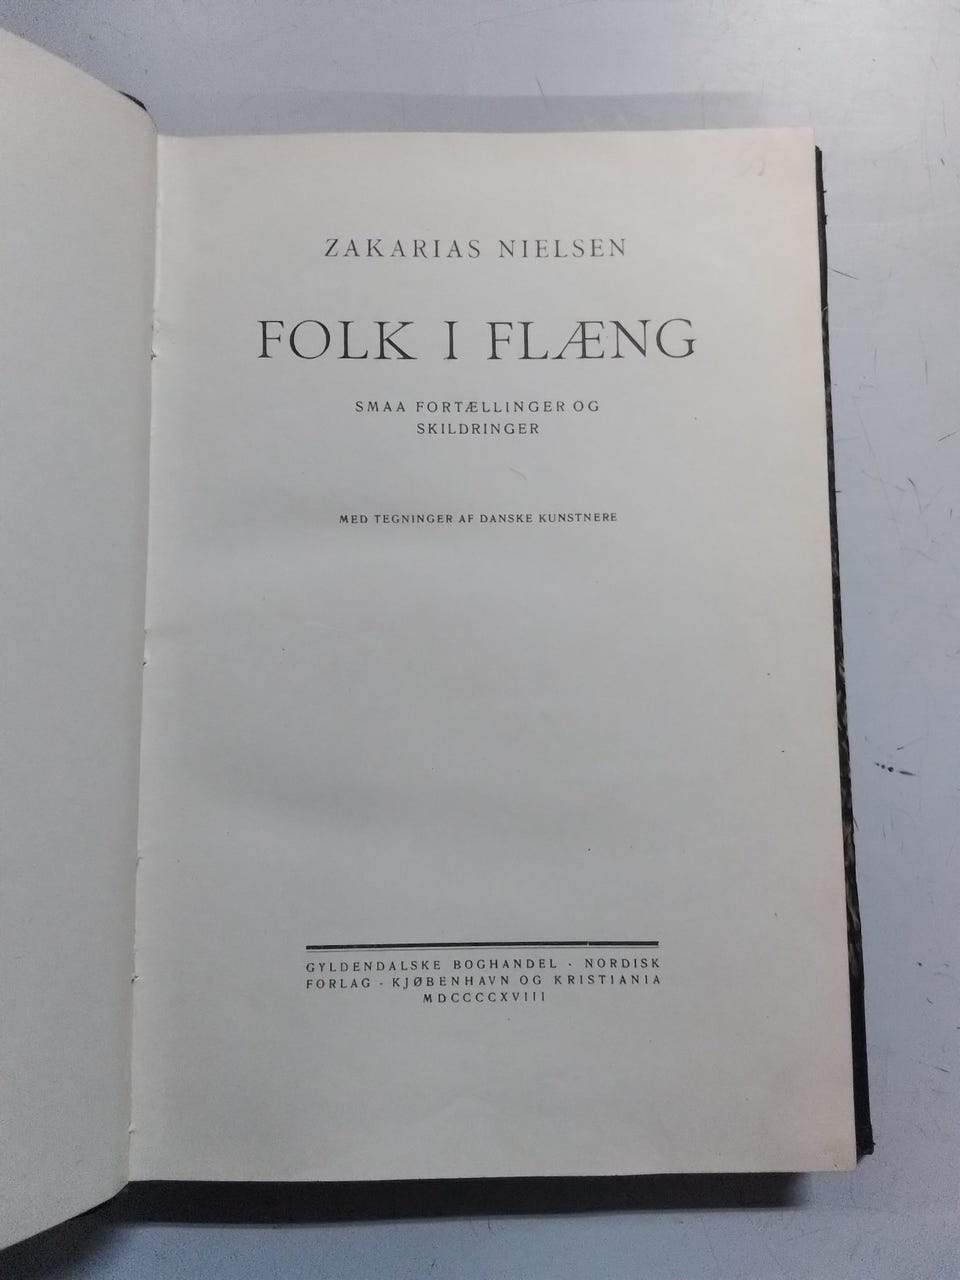 ZAKARIAS NIELSEN
FOLK I FLÆNG
SMAA FORTÆLLINGER OG
SKILDRINGER
MED TEGNINGER AF DANSKE KUNSTNERE
GYLDENDALSKE BOGHANDEL · NORDISK
FORLAG · KJØBENHAVN OG KRISTIANIA
MDCCCCXVIII